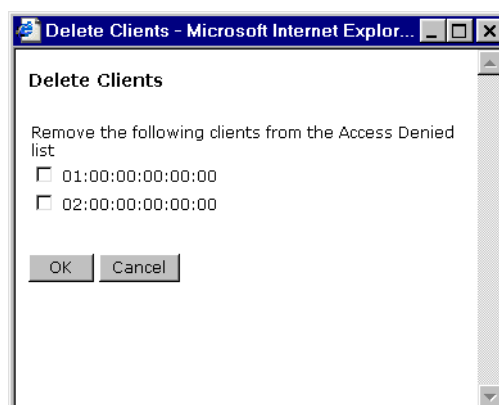 Delete Clients - Microsoft Internet Explor...
Delete Clients
Remove the following clients from the Access Denied
list
01:00:00:00:00:00
02:00:00:00:00:00
OK Cancel